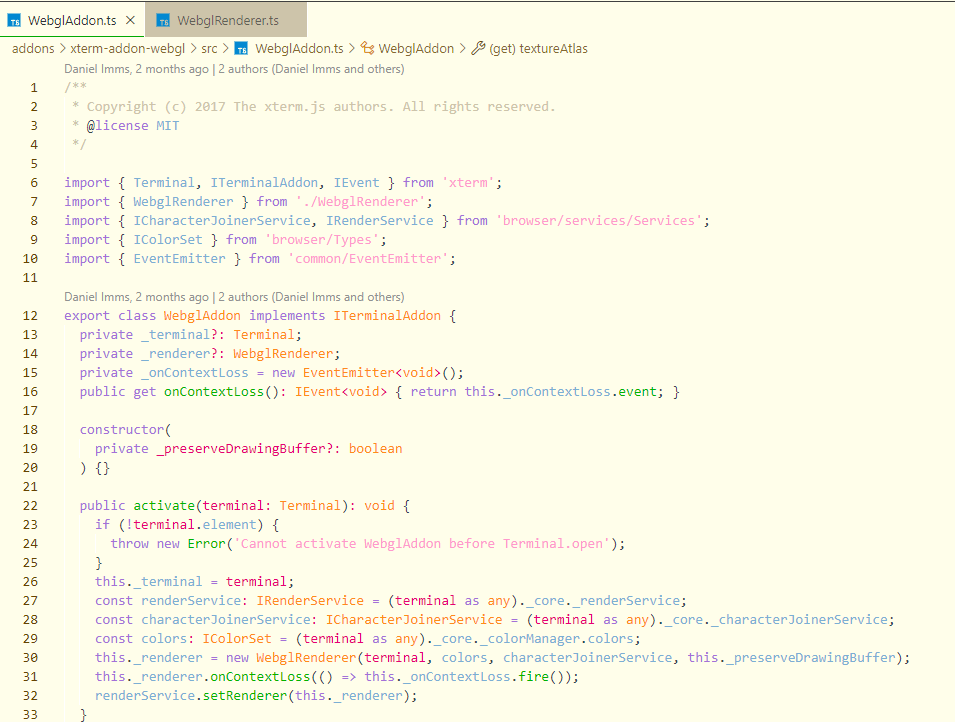 TS WebglAddon.ts × TS WebglRenderer.ts
addons > xterm-addon-webgl > src > TS WebglAddon.ts > WebglAddon > (get) textureAtlas
Daniel Imms, 2 months ago | 2 authors (Daniel Imms and others)
1 /**
2  * Copyright (c) 2017 The xterm.js authors. All rights reserved.
3  * @license MIT
4  */
5
6 import { Terminal, ITerminalAddon, IEvent } from 'xterm';
7 import { WebglRenderer } from './WebglRenderer';
8 import { ICharacterJoinerService, IRenderService } from 'browser/services/Services';
9 import { IColorSet } from 'browser/Types';
10 import { EventEmitter } from 'common/EventEmitter';
11
Daniel Imms, 2 months ago | 2 authors (Daniel Imms and others)
12 export class WebglAddon implements ITerminalAddon {
13   private _terminal?: Terminal;
14   private _renderer?: WebglRenderer;
15   private _onContextLoss = new EventEmitter<void>();
16   public get onContextLoss(): IEvent<void> { return this._onContextLoss.event; }
17
18   constructor(
19     private _preserveDrawingBuffer?: boolean
20   ) {}
21
22   public activate(terminal: Terminal): void {
23     if (!terminal.element) {
24       throw new Error('Cannot activate WebglAddon before Terminal.open');
25     }
26     this._terminal = terminal;
27     const renderService: IRenderService = (terminal as any)._core._renderService;
28     const characterJoinerService: ICharacterJoinerService = (terminal as any)._core._characterJoinerService;
29     const colors: IColorSet = (terminal as any)._core._colorManager.colors;
30     this._renderer = new WebglRenderer(terminal, colors, characterJoinerService, this._preserveDrawingBuffer);
31     this._renderer.onContextLoss(() => this._onContextLoss.fire());
32     renderService.setRenderer(this._renderer);
33   }